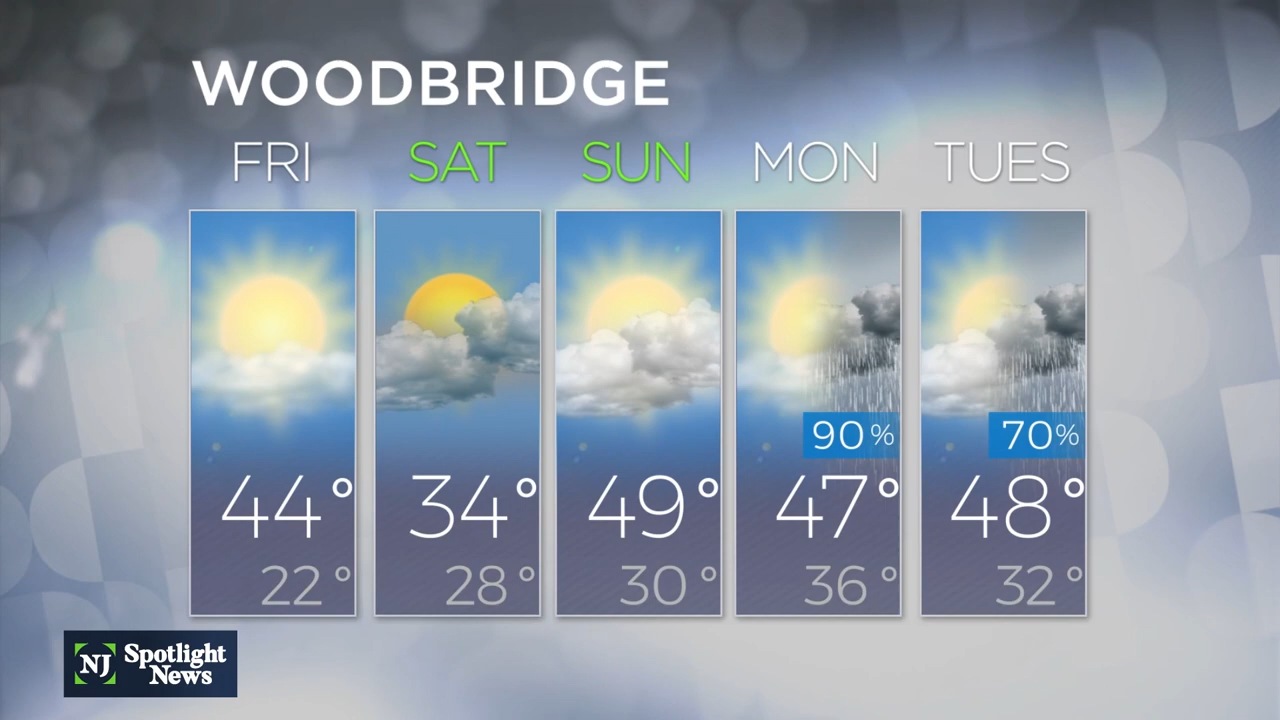 WOODBRIDGE
FRI SAT SUN MON TUES
90% 70%
44° 34° 49° 47° 48°
22° 28° 30° 36° 32°
NJ Spotlight
News